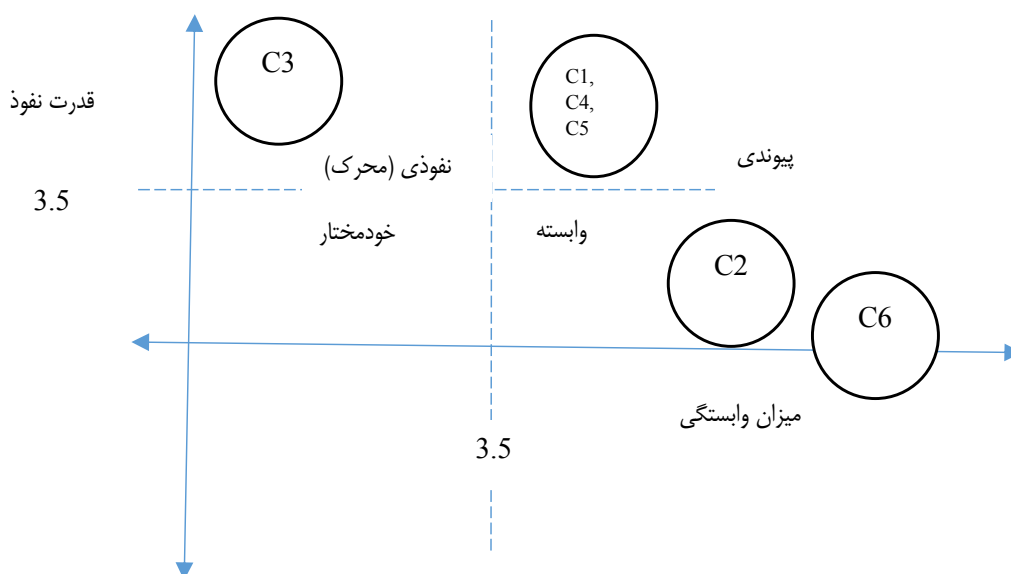 C3
C1,
C4,
C5
قدرت نفوذ
پیوندی
نفوذی (محرک)
3.5
خودمختار
وابسته
C2
C6
میزان وابستگی
3.5